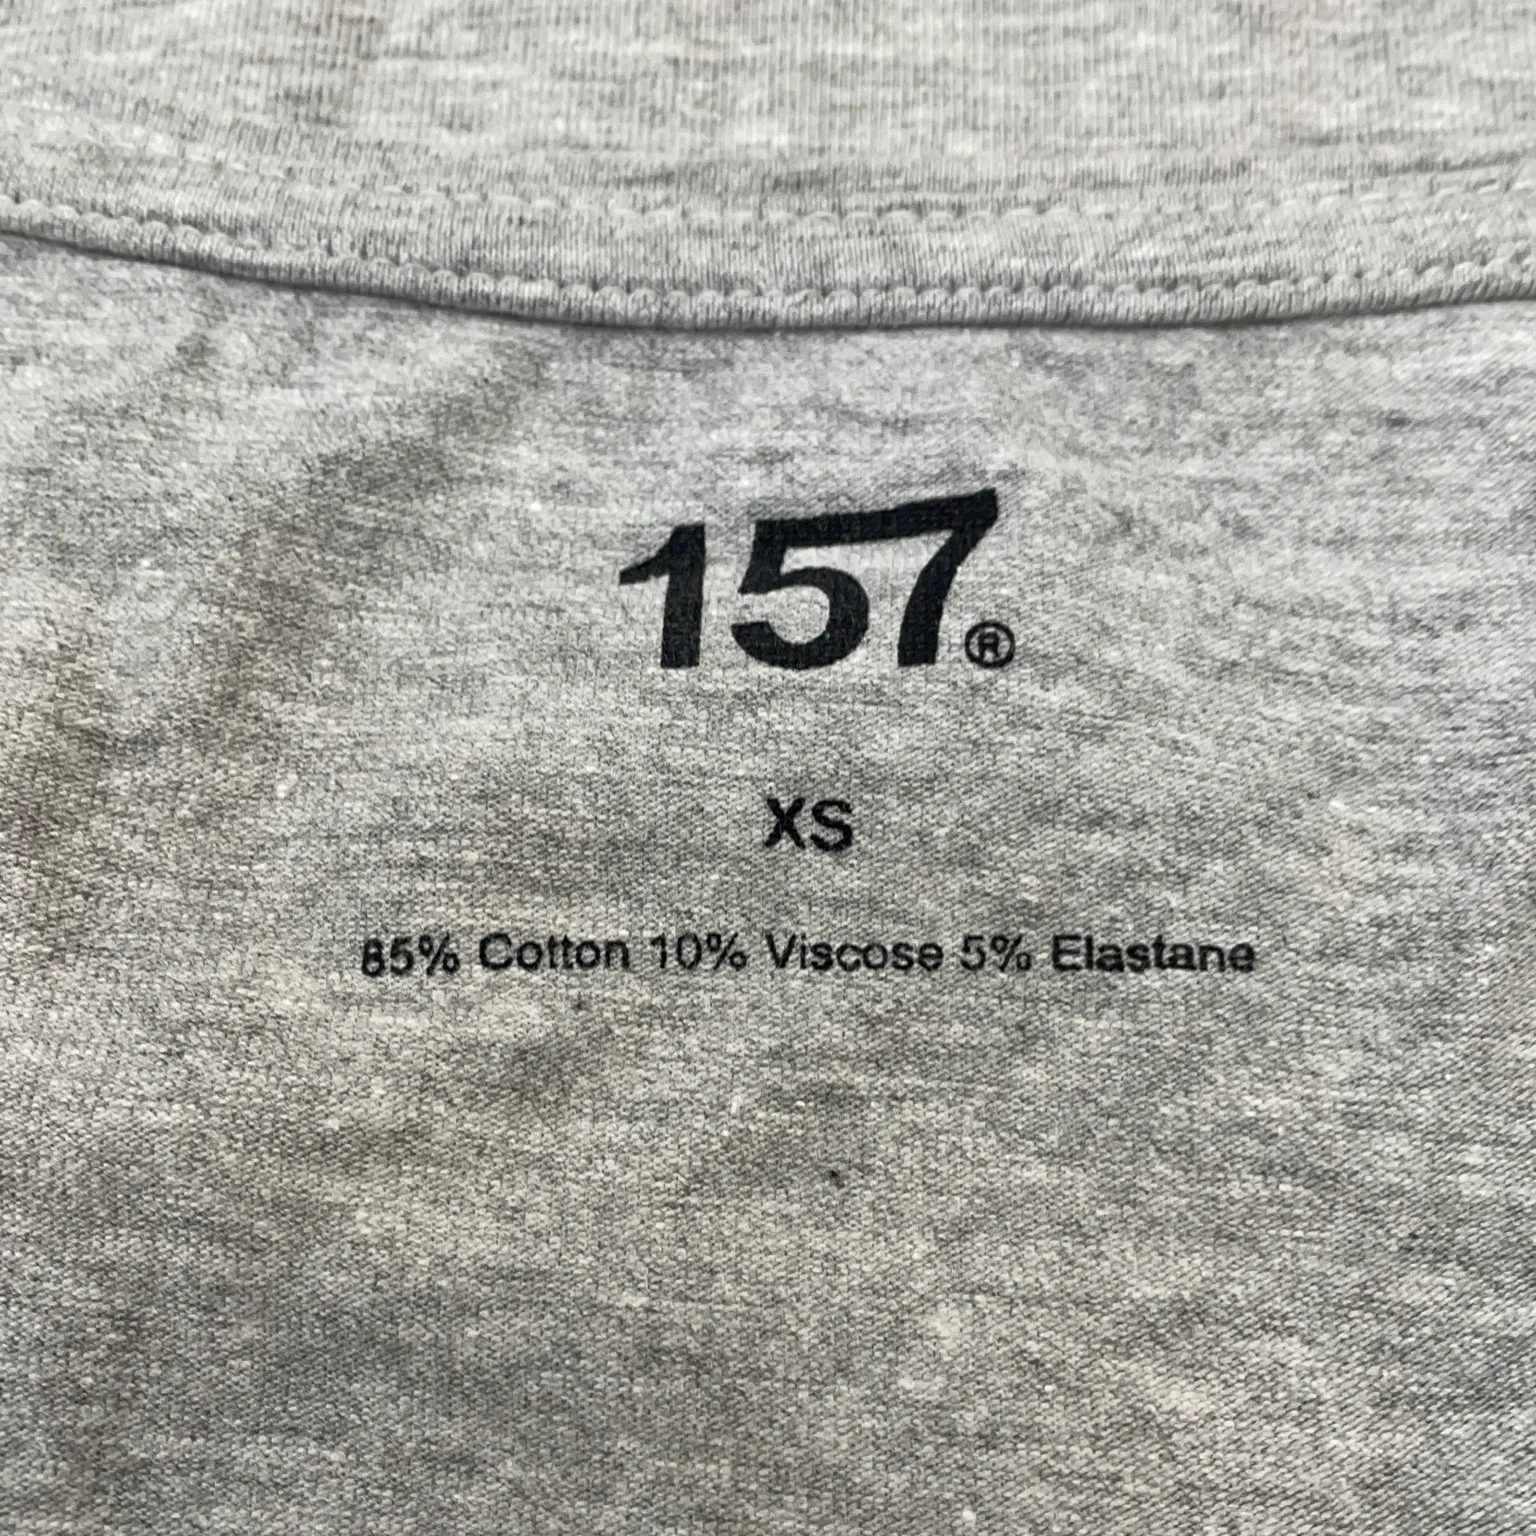 157®
XS
85% Cotton 10% Viscose 5% Elastane